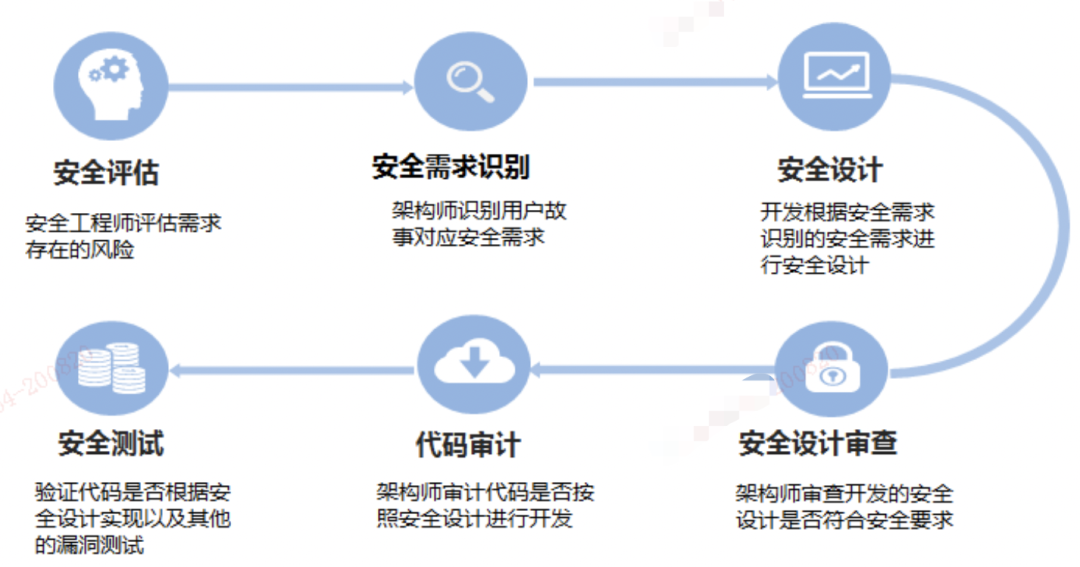 安全评估
安全工程师评估需求
存在的风险
安全需求识别
架构师识别用户故
事对应安全需求
安全设计
开发根据安全需求
识别的安全需求进
行安全设计
安全测试
验证代码是否根据安
全设计实现以及其他
的漏洞测试
代码审计
架构师审计代码是否按
照安全设计进行开发
安全设计审查
架构师审查开发的安全
设计是否符合安全要求